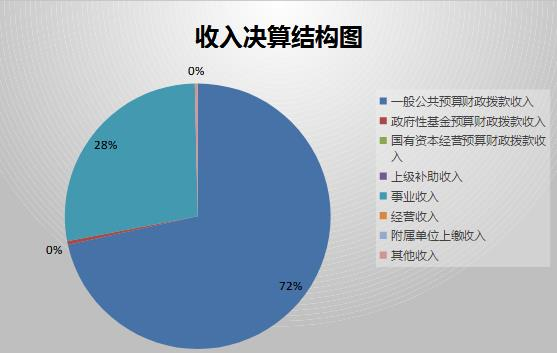 收入决算结构图
0%
28%
0%
72%
一般公共预算财政拨款收入
政府性基金预算财政拨款收入
国有资本经营预算财政拨款收
入
上级补助收入
事业收入
经营收入
附属单位上缴收入
其他收入